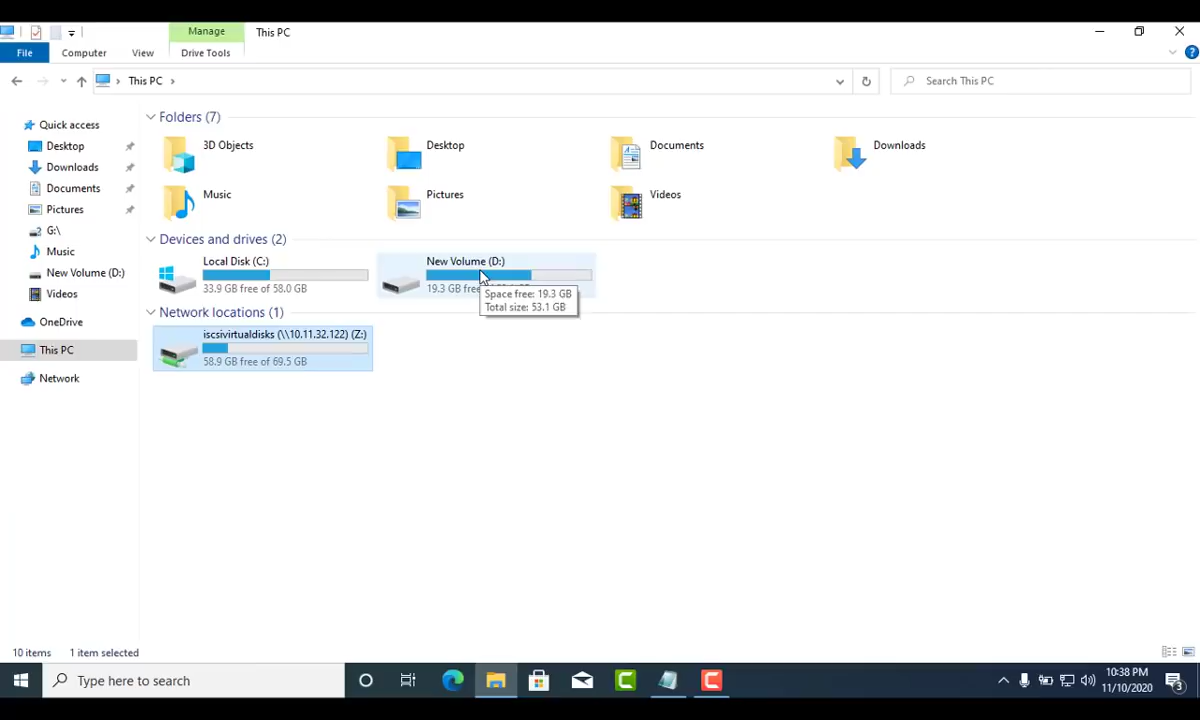 Manage
This PC
File
Computer
View
Drive Tools
This PC
Search This PC
Quick access
Desktop
Downloads
Documents
Pictures
G:\
Music
New Volume (D:)
Videos
OneDrive
This PC
Network
Folders (7)
3D Objects
Desktop
Documents
Downloads
Music
Pictures
Videos
Devices and drives (2)
Local Disk (C:)
33.9 GB free of 58.0 GB
New Volume (D:)
19.3 GB free
Space free: 19.3 GB
Total size: 53.1 GB
Network locations (1)
iscsivirtualdisks (\\10.11.32.122) (Z:)
58.9 GB free of 69.5 GB
10 items
1 item selected
Type here to search
10:38 PM
11/10/2020
3